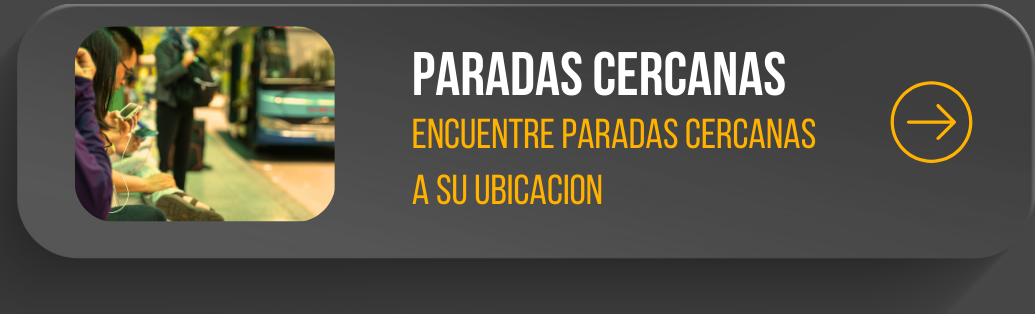 PARADAS CERCANAS
ENCUENTRE PARADAS CERCANAS
A SU UBICACION